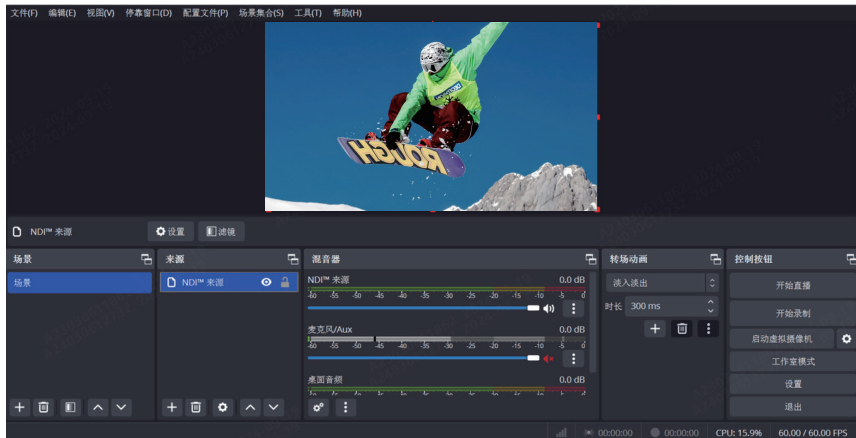 文件(F) 编辑(E) 视图(V) 停靠窗口(D) 配置文件(P) 场景集合(S) 工具(T) 帮助(H)
ROUGH
NDI™ 来源 设置 滤镜
场景 来源 混音器 转场动画 控制按钮
场景 NDI™ 来源 NDI™ 来源 0.0 dB 淡入淡出 开始直播
-60 -55 -50 -45 -40 -35 -30 -25 -20 -15 -10 -5 0
时长 300 ms 开始录制
麦克风/Aux 0.0 dB 启动虚拟摄像机
-60 -55 -50 -45 -40 -35 -30 -25 -20 -15 -10 -5 0
工作室模式
桌面音频 0.0 dB 设置
退出
00:00:00 00:00:00 CPU: 15.9% 60.00 / 60.00 FPS